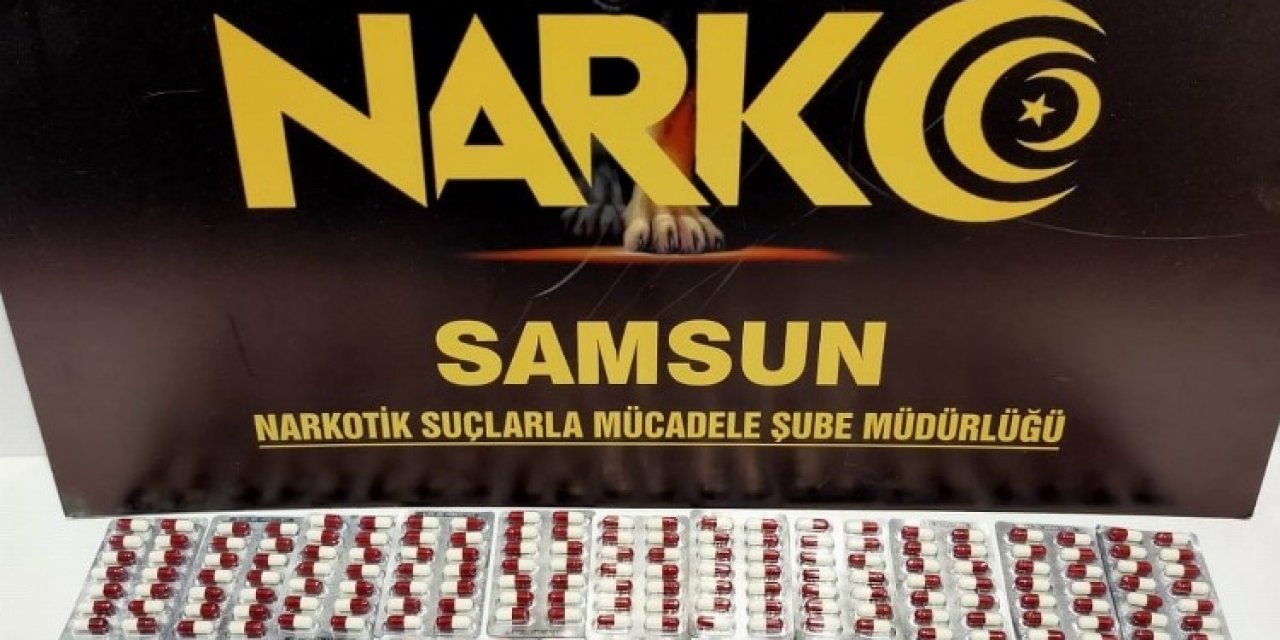 NARKO
SAMSUN
NARKOTİK SUÇLARLA MÜCADELE ŞUBE MÜDÜRLÜĞÜ